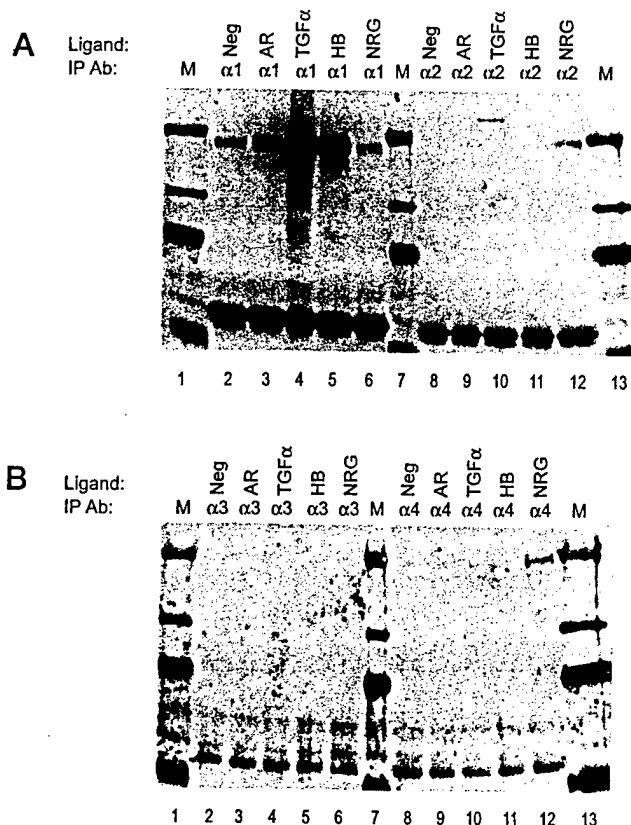 A
Ligand: Neg AR TGFα HB NRG Neg AR TGFα HB NRG
IP Ab: M α1 α1 α1 α1 α1 M α2 α2 α2 α2 α2 M
1 2 3 4 5 6 7 8 9 10 11 12 13
B
Ligand: Neg AR TGFα HB NRG Neg AR TGFα HB NRG
IP Ab: M α3 α3 α3 α3 α3 M α4 α4 α4 α4 α4 M
1 2 3 4 5 6 7 8 9 10 11 12 13